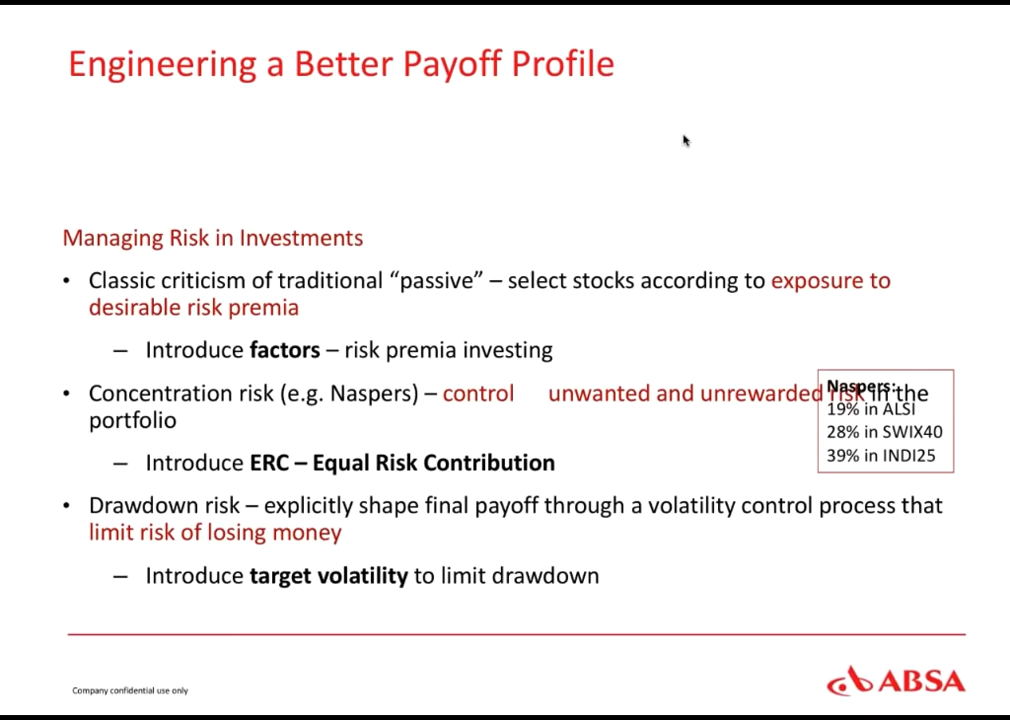 Engineering a Better Payoff Profile
Managing Risk in Investments
• Classic criticism of traditional “passive” – select stocks according to exposure to
desirable risk premia
– Introduce factors – risk premia investing
• Concentration risk (e.g. Naspers) – control unwanted and unrewarded risk in the
portfolio
Naspers:
19% in ALSI
28% in SWIX40
39% in INDI25
– Introduce ERC – Equal Risk Contribution
• Drawdown risk – explicitly shape final payoff through a volatility control process that
limit risk of losing money
– Introduce target volatility to limit drawdown
Company confidential use only
ABSA